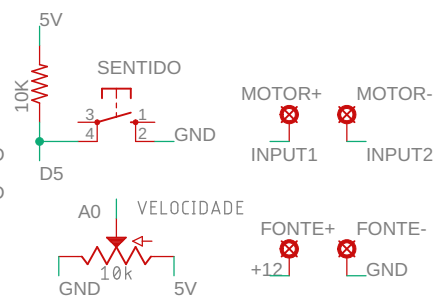 5V
10K
SENTIDO
3 1
4 2
GND
D5
MOTOR+ MOTOR-
INPUT1 INPUT2
A0 VELOCIDADE
10k
GND 5V
FONTE+ FONTE-
+12 GND